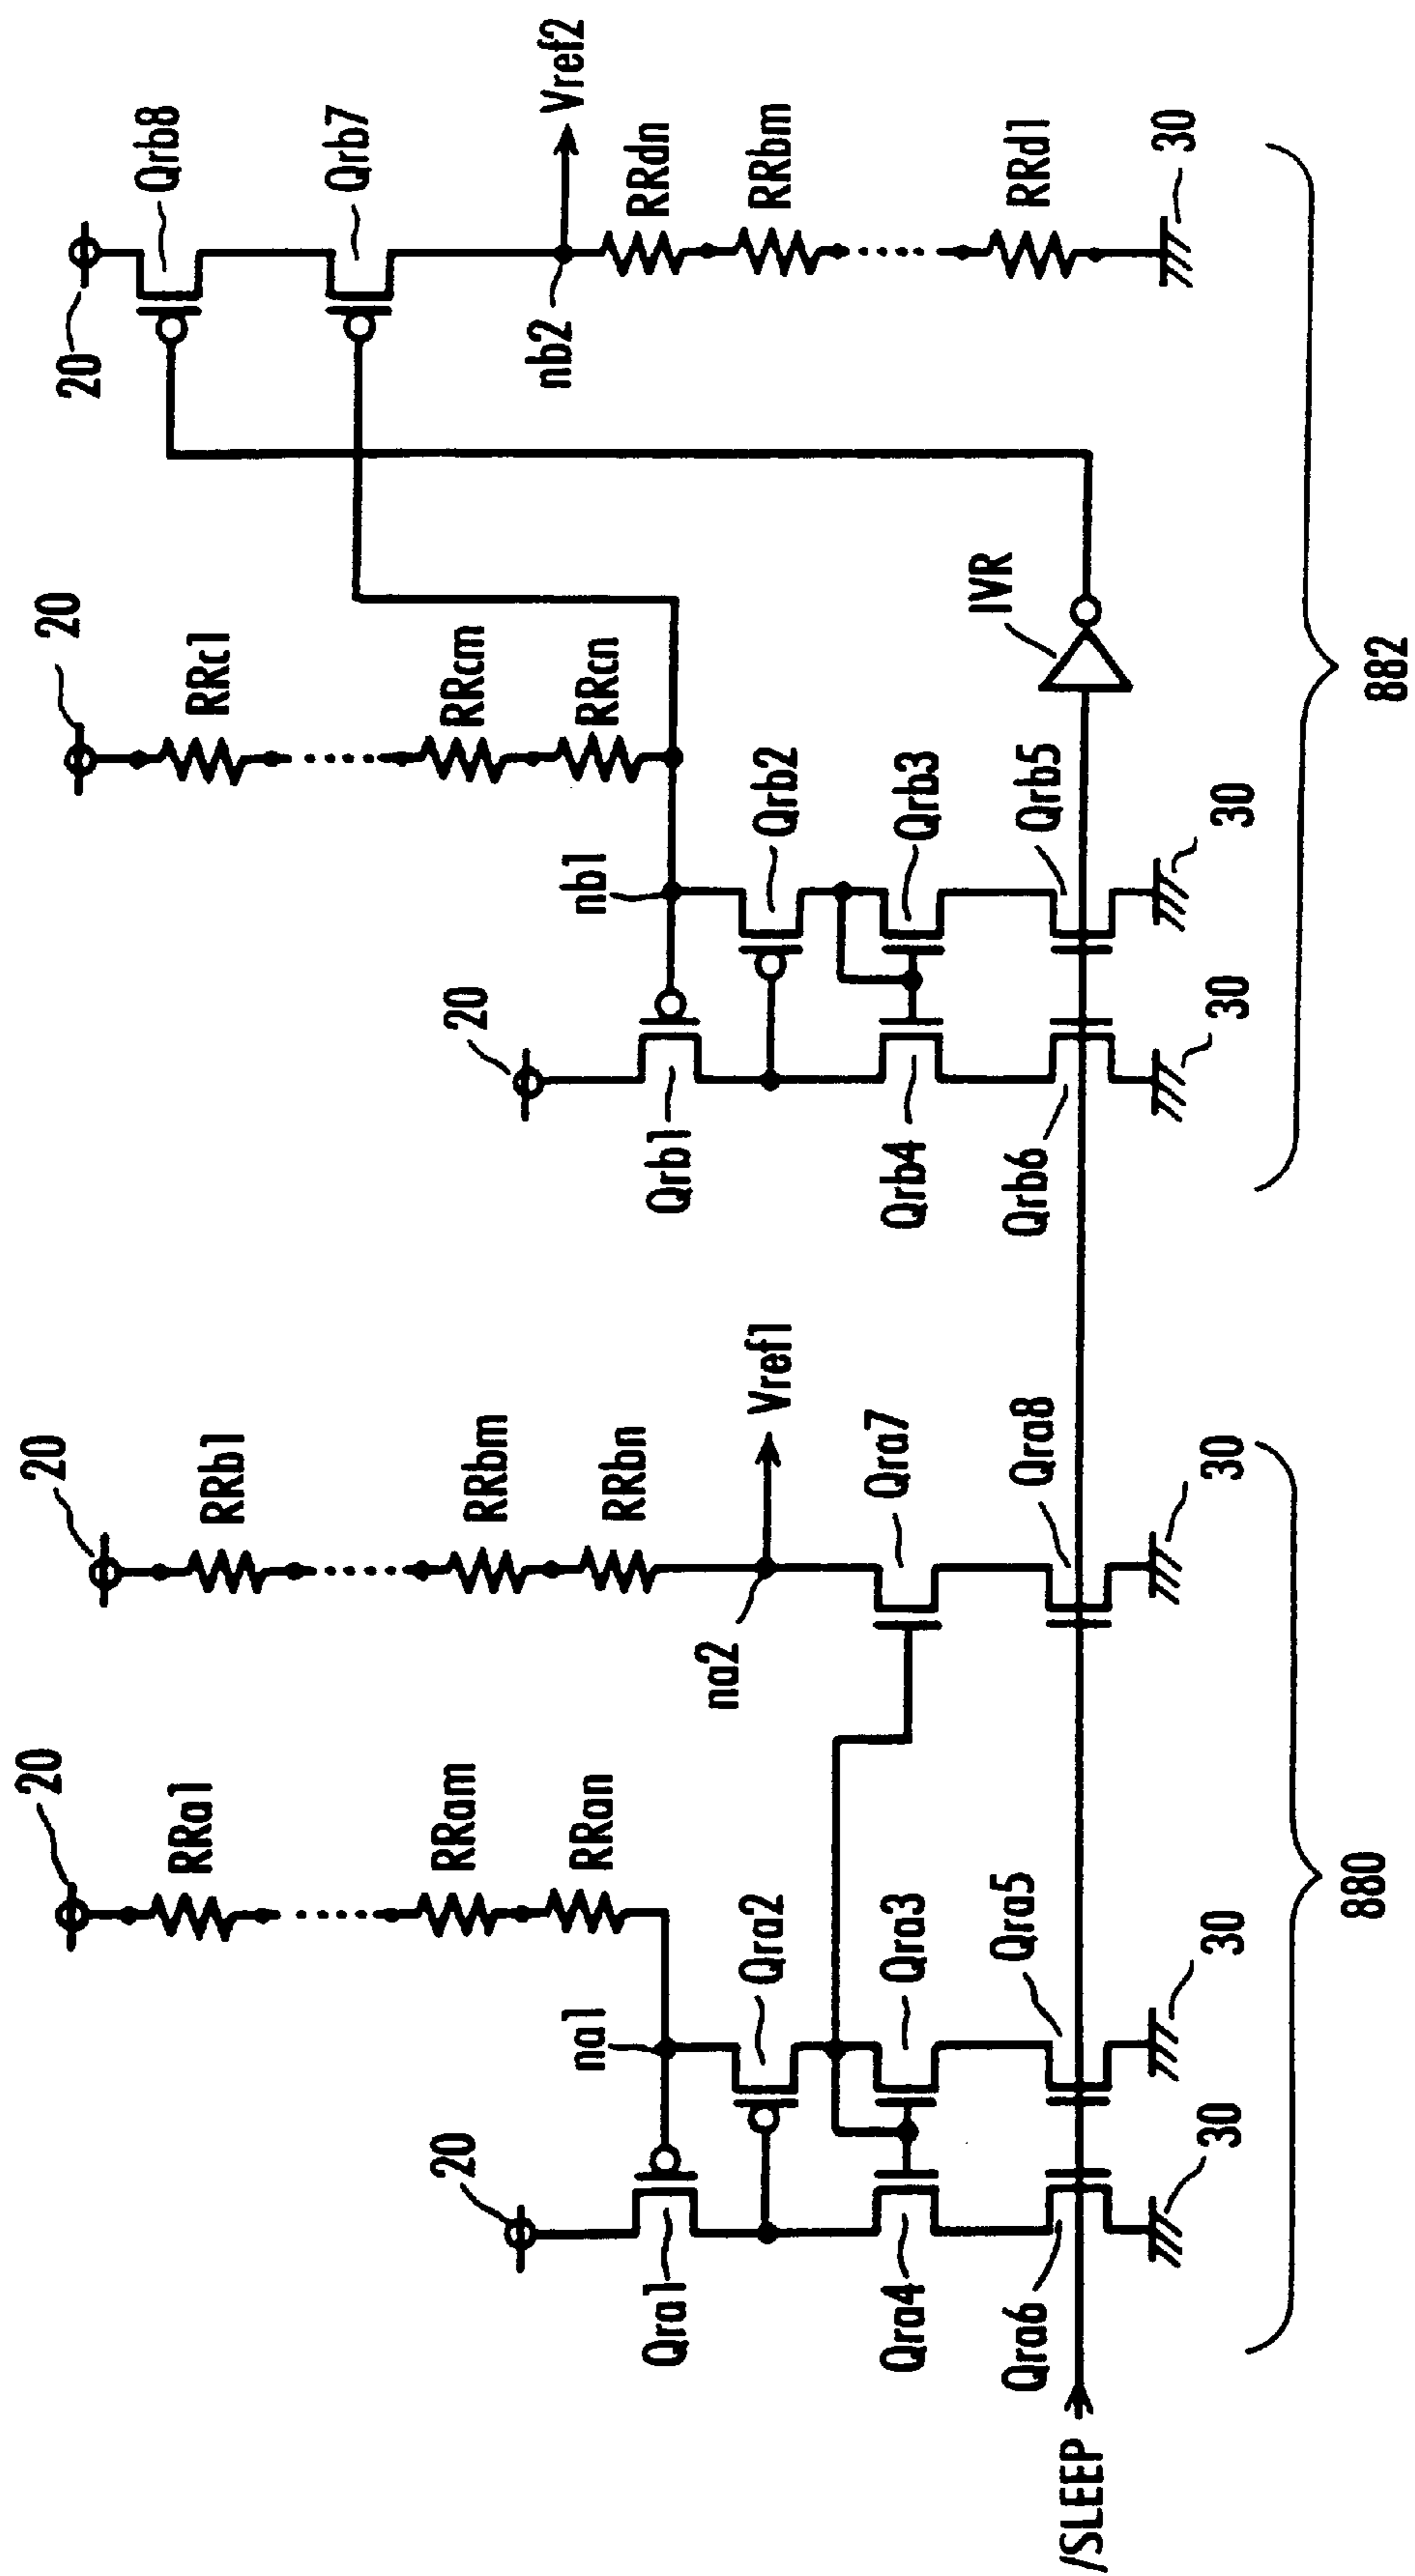 20
RRa1
RRam
RRan
na1
20
Qra1
Qra2
Qra3
Qra4
Qra5
Qra6
30
30
/SLEEP
20
RRb1
RRbm
RRbn
Vref1
na2
Qra7
Qra8
30
880
20
RRc1
RRcm
RRcn
nb1
20
Qrb1
Qrb2
Qrb3
Qrb4
Qrb5
Qrb6
30
30
IVR
20
Qrb8
Qrb7
Vref2
nb2
RRdn
RRbm
RRd1
30
882